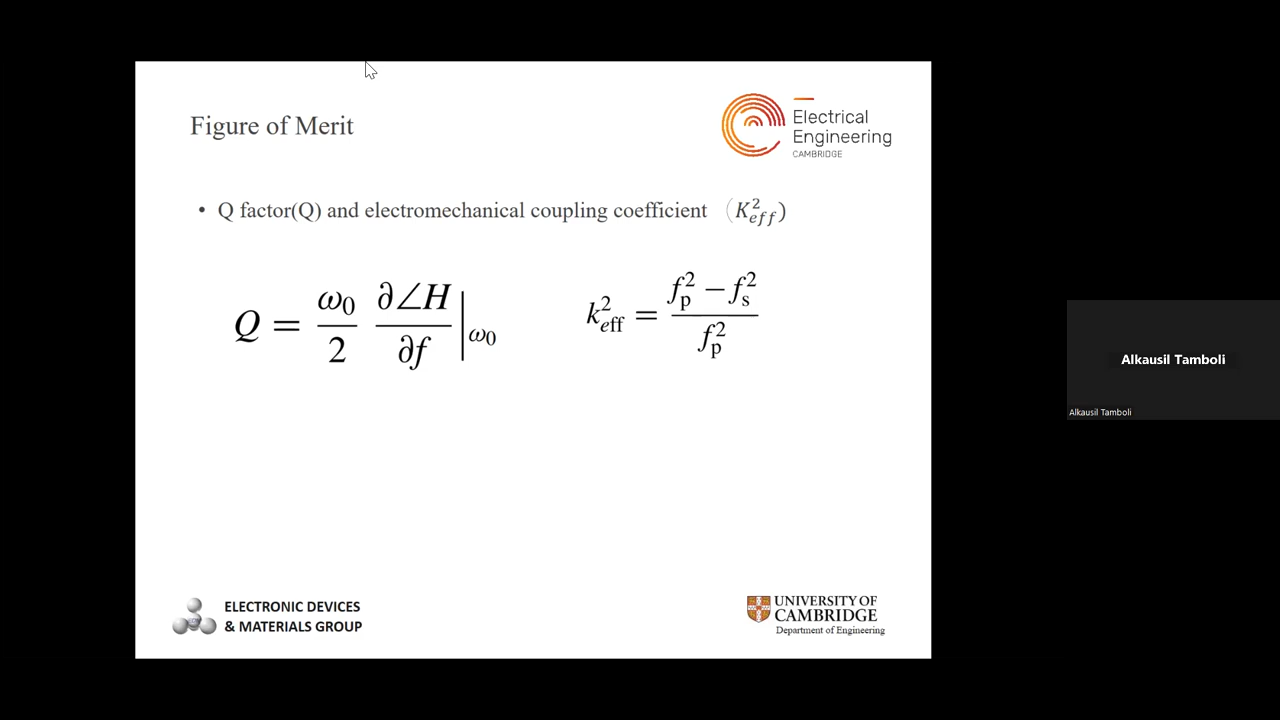 Figure of Merit
Electrical
Engineering
CAMBRIDGE
• Q factor(Q) and electromechanical coupling coefficient (K²eff)
Q = ω₀/2 ∂∠H/∂f |ω₀
k²eff = (f²p − f²s)/f²p
Alkausil Tamboli
Alkausil Tamboli
ELECTRONIC DEVICES
& MATERIALS GROUP
UNIVERSITY OF
CAMBRIDGE
Department of Engineering